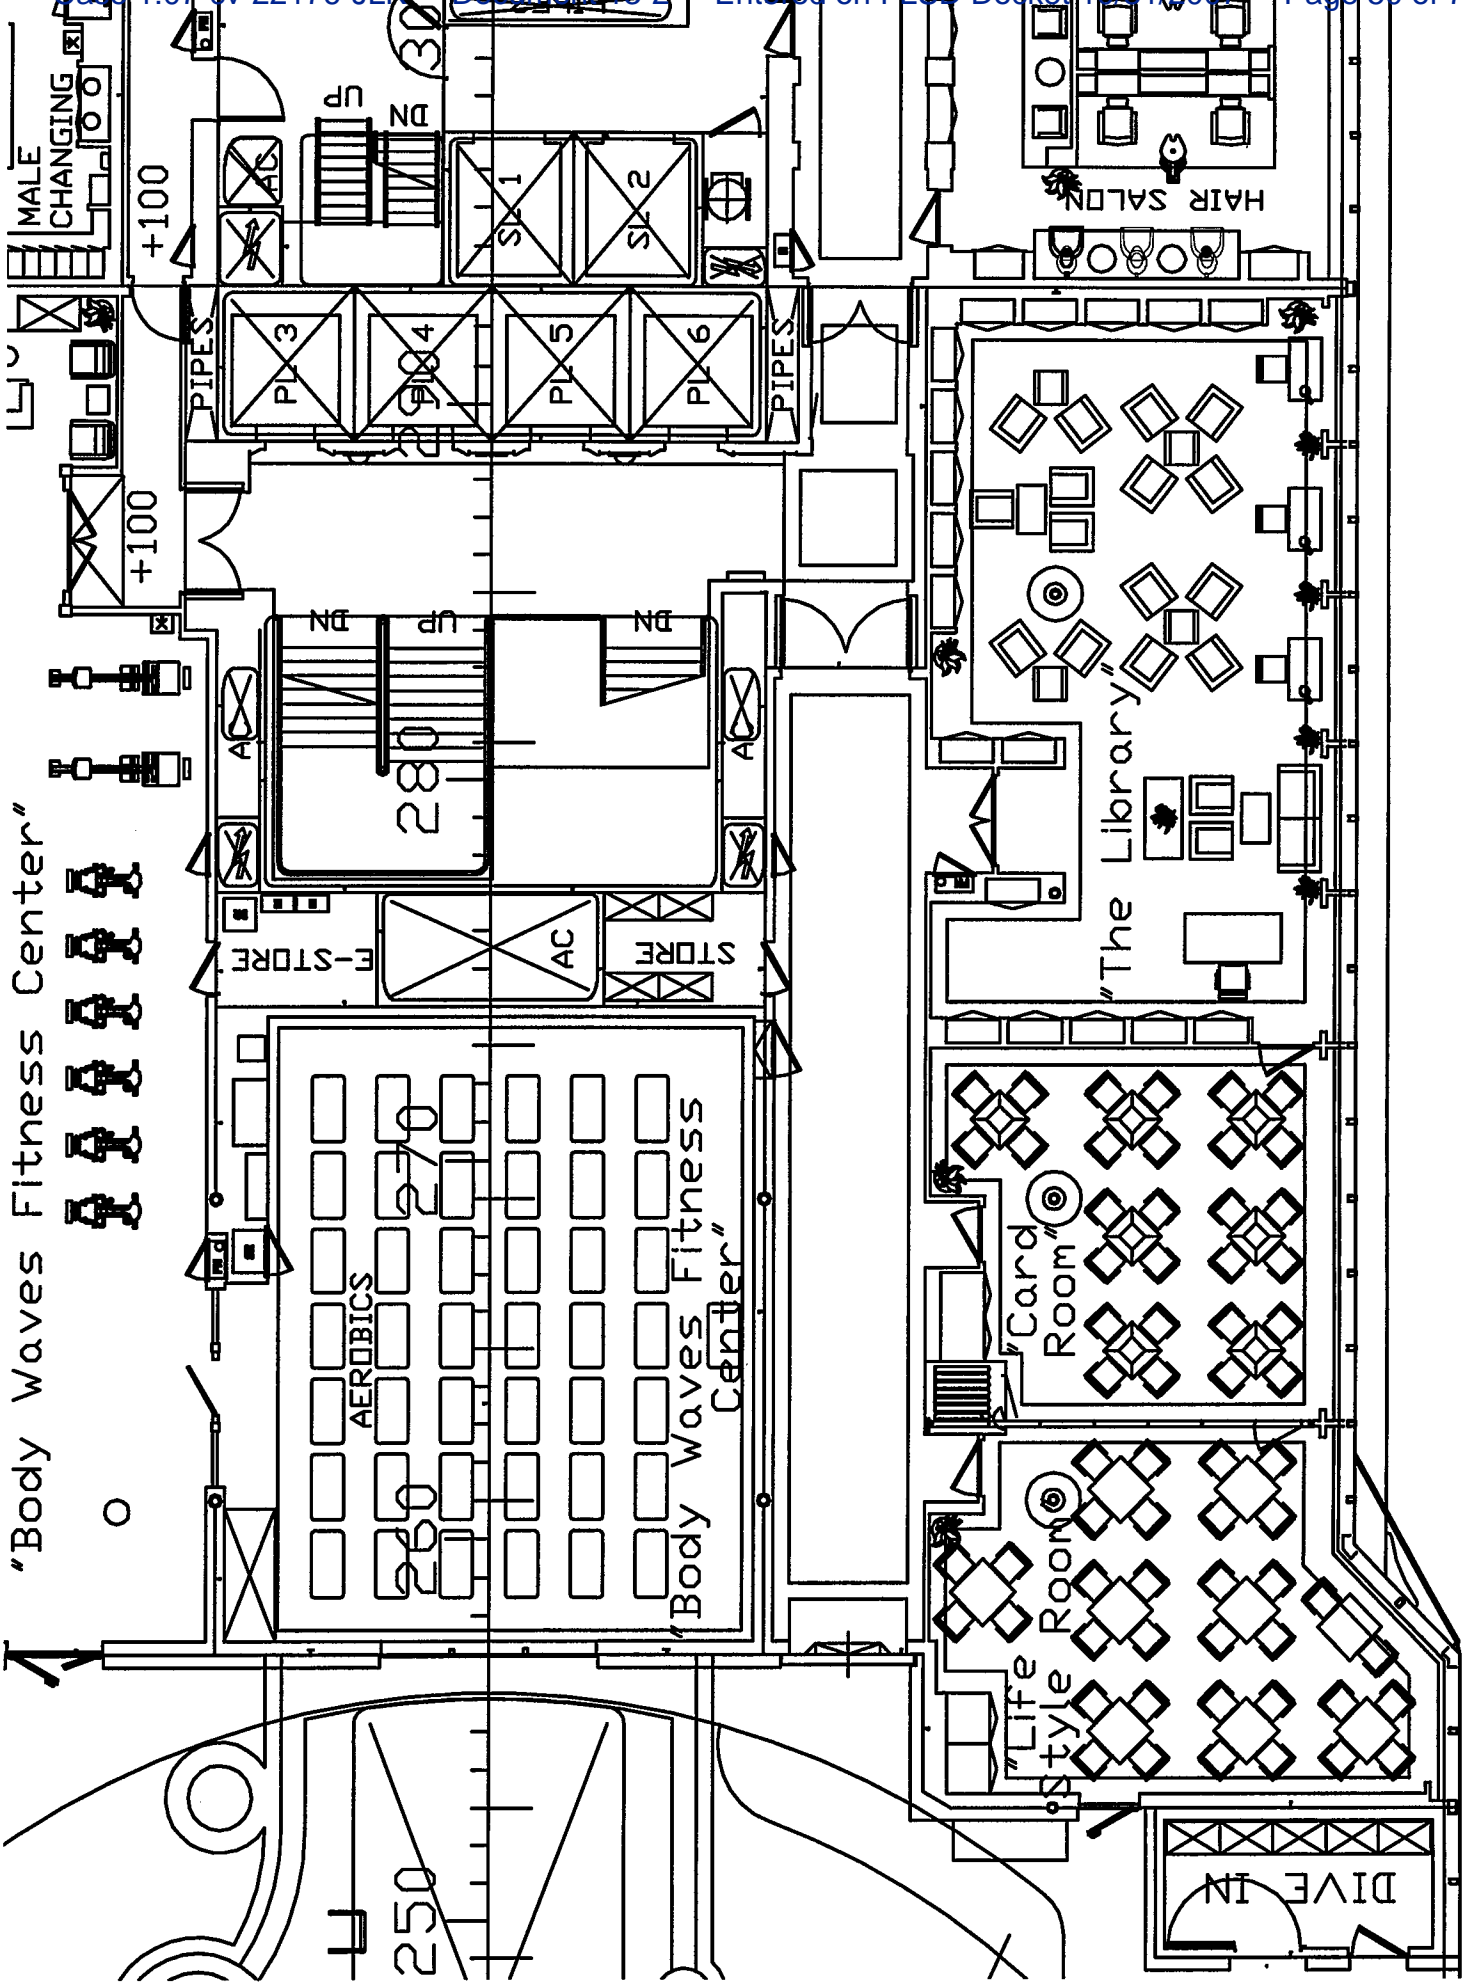 MALE
CHANGING
+100
UP
DN
30
AC
SL 1
SL 2
HAIR SALON
PIPES
PL 3
PL 4
PL 5
PL 6
PIPES
290
+100
DN
UP
DN
280
"Body Waves Fitness Center"
E-STORE
AC
STORE
"The Library"
270
AEROBICS
"Body Waves Fitness
Center"
"Card
Room"
260
"Life
Style Room
250
DIVE IN